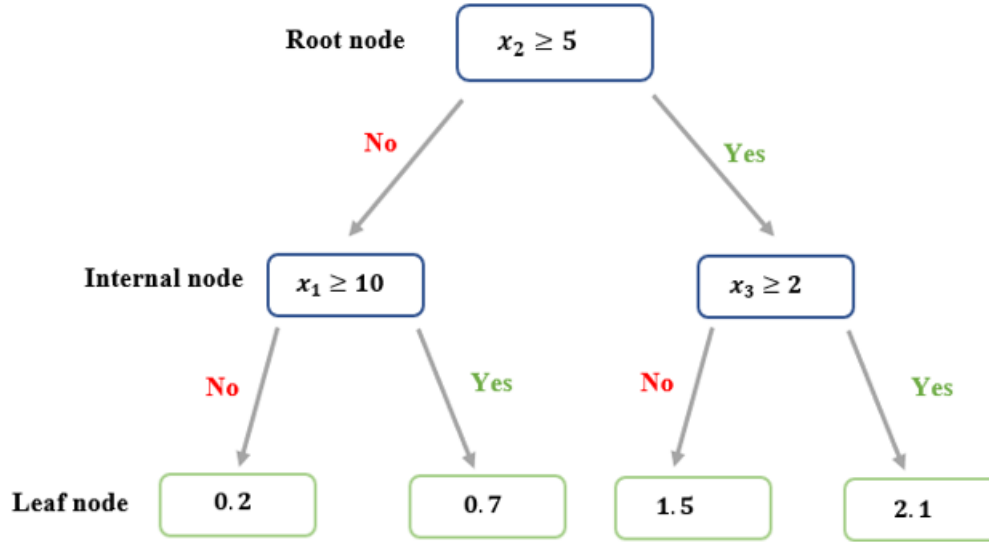 Root node
x₂ ≥ 5
No
Yes
Internal node
x₁ ≥ 10
x₃ ≥ 2
No
Yes
No
Yes
Leaf node
0.2
0.7
1.5
2.1